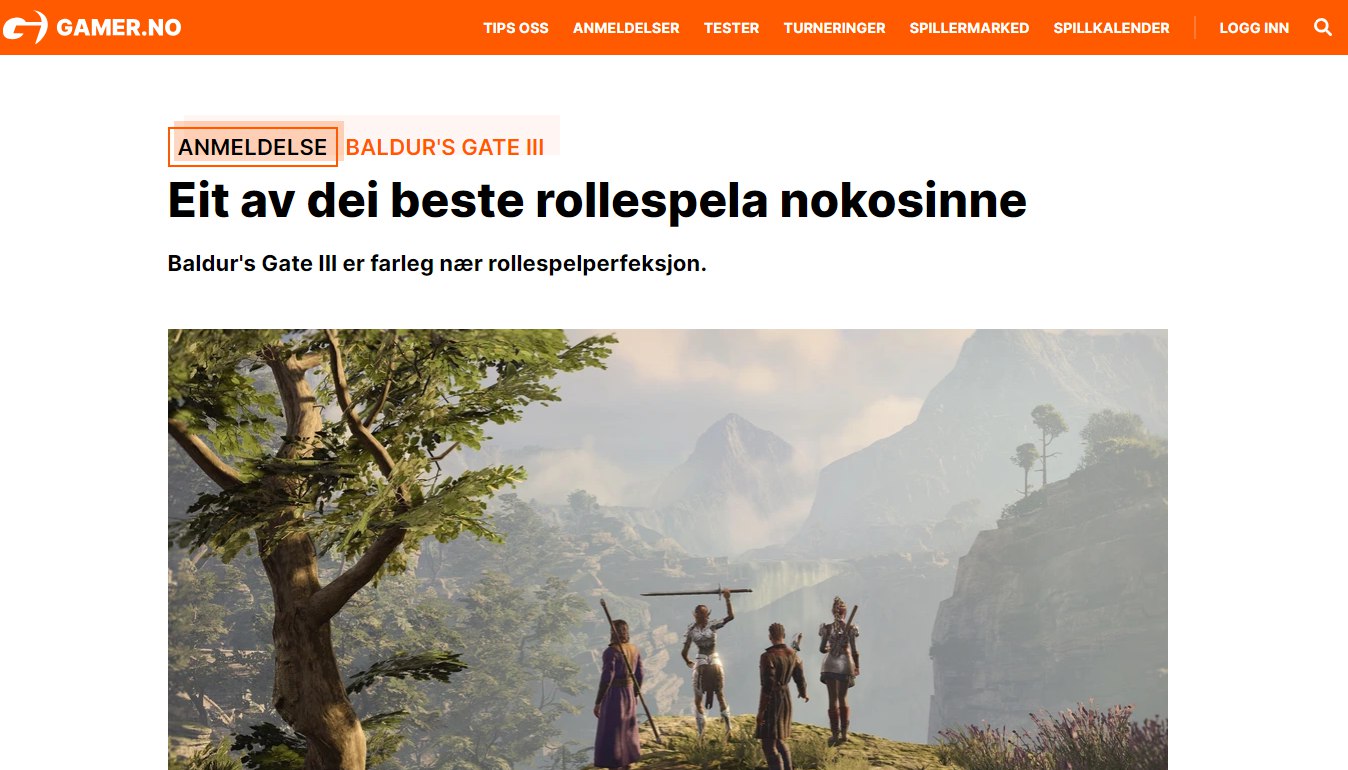 GAMER.NO
TIPS OSS ANMELDELSER TESTER TURNERINGER SPILLERMARKED SPILLKALENDER LOGG INN
ANMELDELSE BALDUR'S GATE III
Eit av dei beste rollespela nokosinne
Baldur's Gate III er farleg nær rollespelperfeksjon.